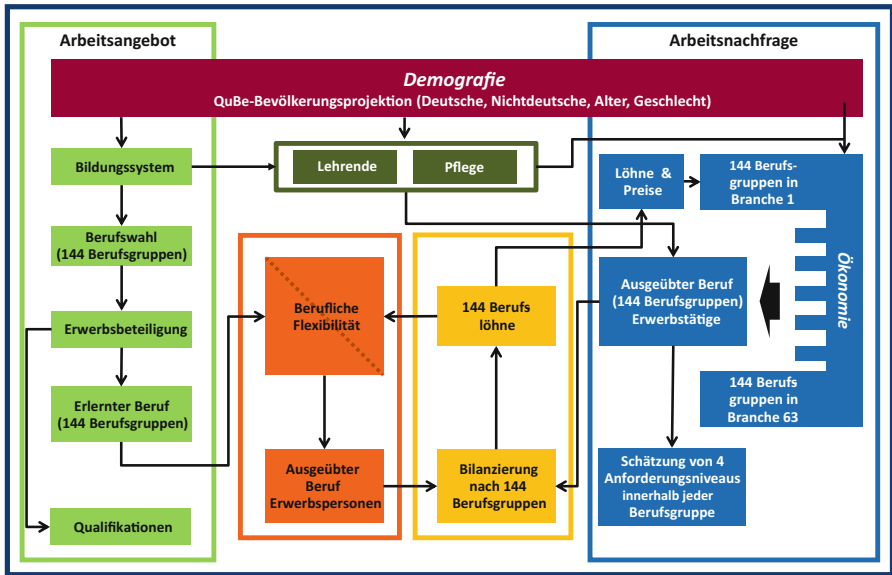 Arbeitsangebot
Arbeitsnachfrage
Demografie
QuBe-Bevölkerungsprojektion (Deutsche, Nichtdeutsche, Alter, Geschlecht)
Bildungssystem
Lehrende
Pflege
Löhne &
Preise
144 Berufs-
gruppen in
Branche 1
Berufswahl
(144 Berufsgruppen)
Berufliche
Flexibilität
144 Berufs
löhne
Ausgeübter Beruf
(144 Berufsgruppen)
Erwerbstätige
Ökonomie
Erwerbsbeteiligung
Erlernter Beruf
(144 Berufsgruppen)
144 Berufs
gruppen in
Branche 63
Ausgeübter
Beruf
Erwerbspersonen
Bilanzierung
nach 144
Berufsgruppen
Schätzung von 4
Anforderungsniveaus
innerhalb jeder
Berufsgruppe
Qualifikationen